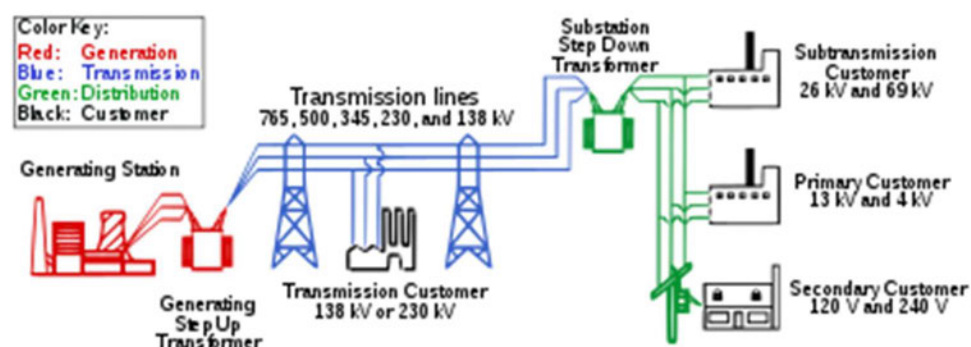 Color Key:
Red: Generation
Blue: Transmission
Green: Distribution
Black: Customer
Generating Station
Generating
Step Up
Transformer
Transmission lines
765, 500, 345, 230, and 138 kV
Transmission Customer
138 kV or 230 kV
Substation
Step Down
Transformer
Subtransmission
Customer
26 kV and 69 kV
Primary Customer
13 kV and 4 kV
Secondary Customer
120 V and 240 V